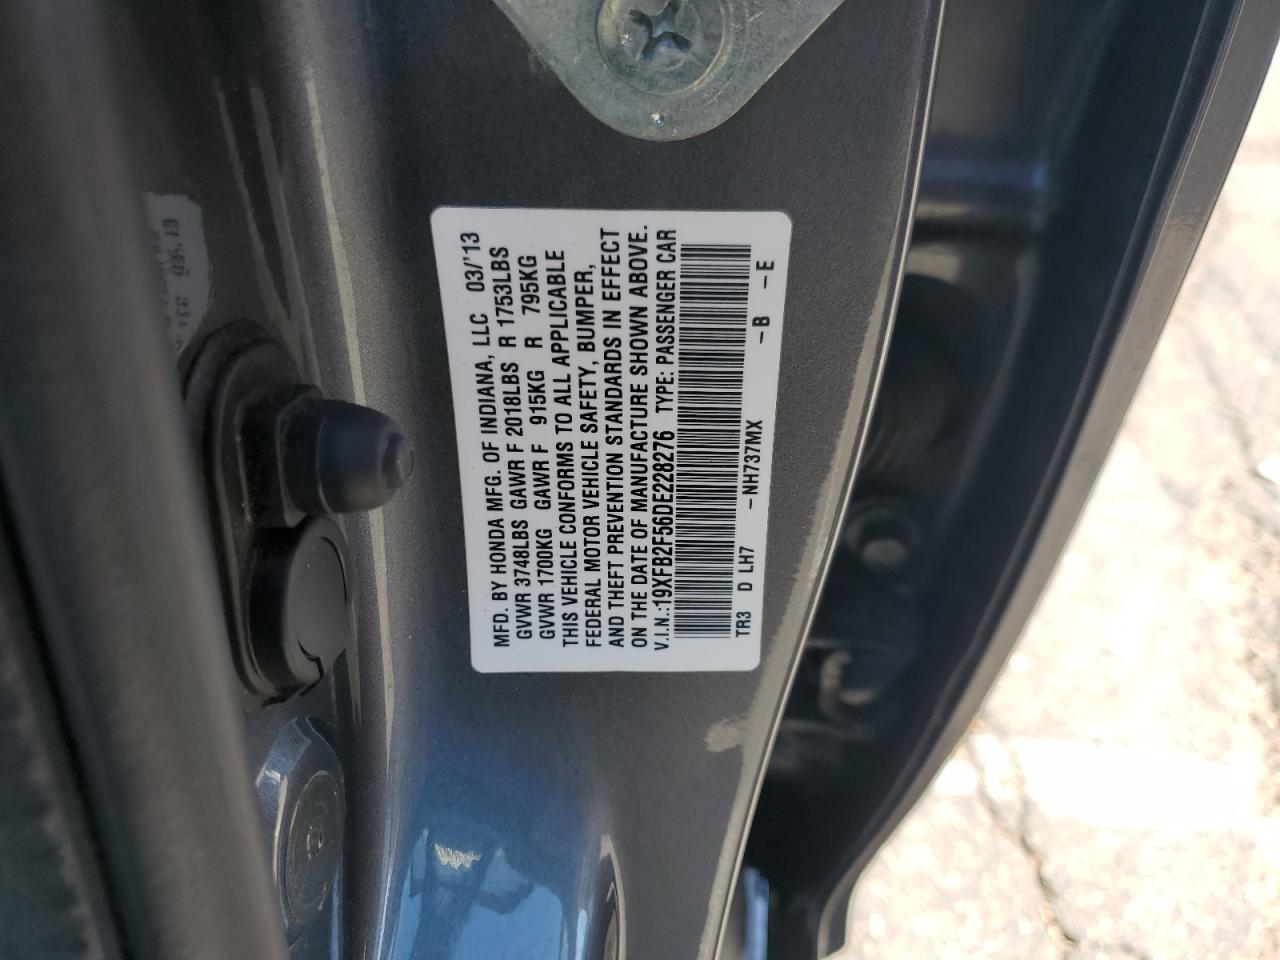 MFD. BY HONDA MFG. OF INDIANA, LLC 03/'13
GVWR 3748LBS GAWR F 2018LBS R 1753LBS
GVWR 1700KG GAWR F 915KG R 795KG
THIS VEHICLE CONFORMS TO ALL APPLICABLE
FEDERAL MOTOR VEHICLE SAFETY, BUMPER,
AND THEFT PREVENTION STANDARDS IN EFFECT
ON THE DATE OF MANUFACTURE SHOWN ABOVE.
V.I.N.:19XFB2F56DE228276 TYPE: PASSENGER CAR
TR3 D LH7 -NH737MX -B -E